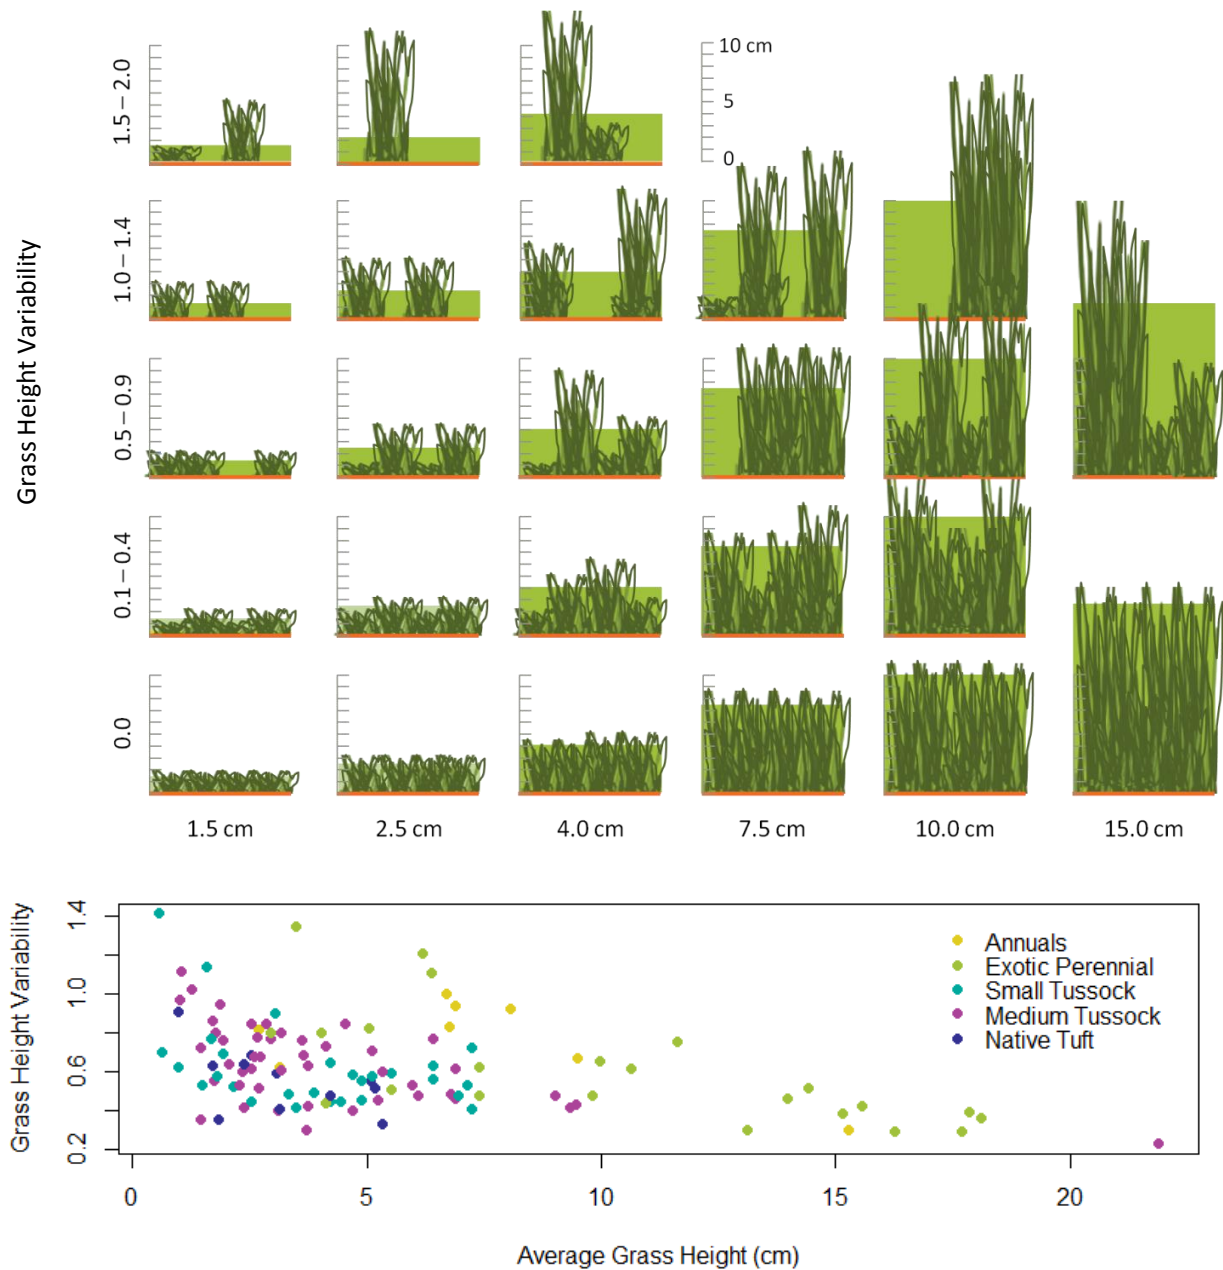 Grass Height Variability
1.5 – 2.0
1.0 – 1.4
0.5 – 0.9
0.1 – 0.4
0.0
10 cm
5
0
1.5 cm
2.5 cm
4.0 cm
7.5 cm
10.0 cm
15.0 cm
Grass Height Variability
1.4
1.0
0.6
0.2
Annuals
Exotic Perennial
Small Tussock
Medium Tussock
Native Tuft
0
5
10
15
20
Average Grass Height (cm)